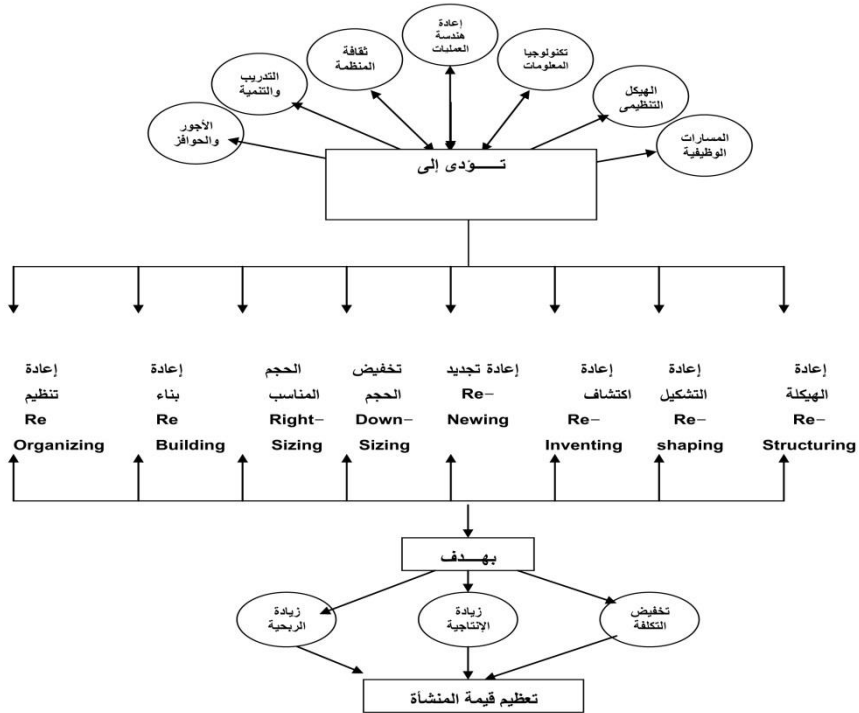 إعادة
هندسة
العمليات
ثقافة
المنظمة
تكنولوجيا
المعلومات
التدريب
والتنمية
الهيكل
التنظيمى
الأجور
والحوافز
المسارات
الوظيفية
تـــؤدى إلى
إعادة
الهيكلة
Re-
Structuring
إعادة
التشكيل
Re-
shaping
إعادة
اكتشاف
Re-
Inventing
إعادة تجديد
Re-
Newing
تخفيض
الحجم
Down-
Sizing
الحجم
المناسب
Right-
Sizing
إعادة
بناء
Re
Building
إعادة
تنظيم
Re
Organizing
بهـــدف
تخفيض
التكلفة
زيادة
الإنتاجية
زيادة
الربحية
تعظيم قيمة المنشأة